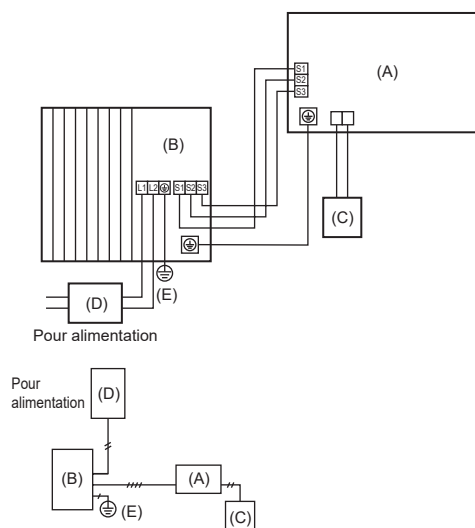 S1
S2
S3
(A)
(B)
L1 L2 S1 S2 S3
(C)
(E)
(D)
Pour alimentation
Pour
alimentation
(D)
(B)
(A)
(E)
(C)